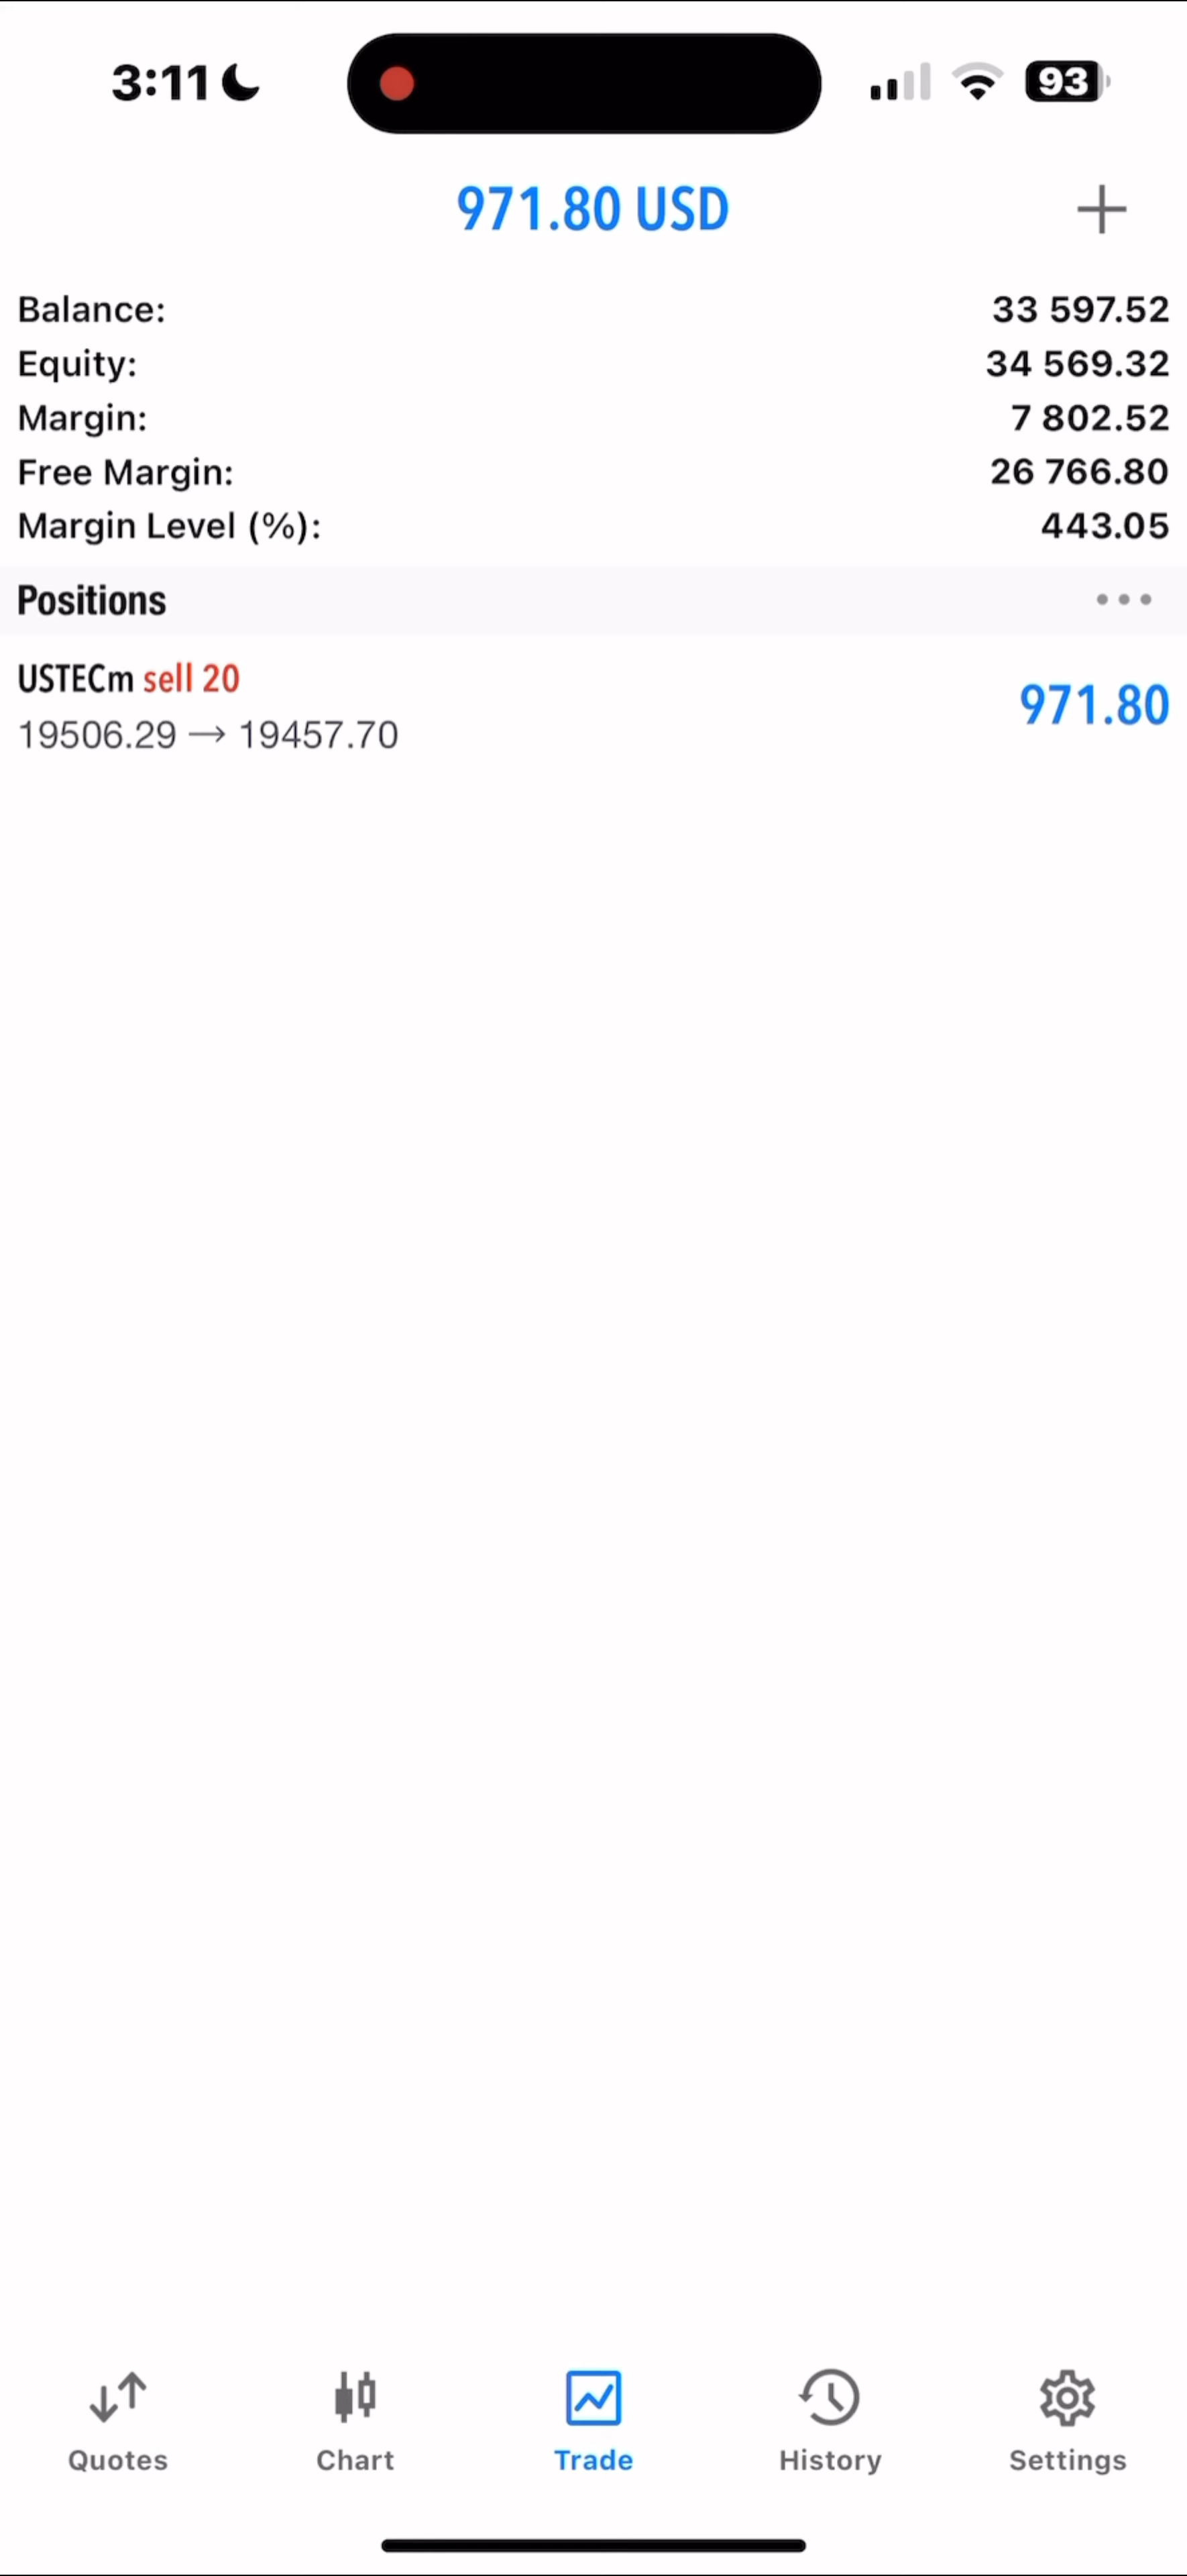 3:11 93
971.80 USD
Balance: 33 597.52
Equity: 34 569.32
Margin: 7 802.52
Free Margin: 26 766.80
Margin Level (%): 443.05
Positions
USTECm sell 20
19506.29 → 19457.70
971.80
Quotes Chart Trade History Settings